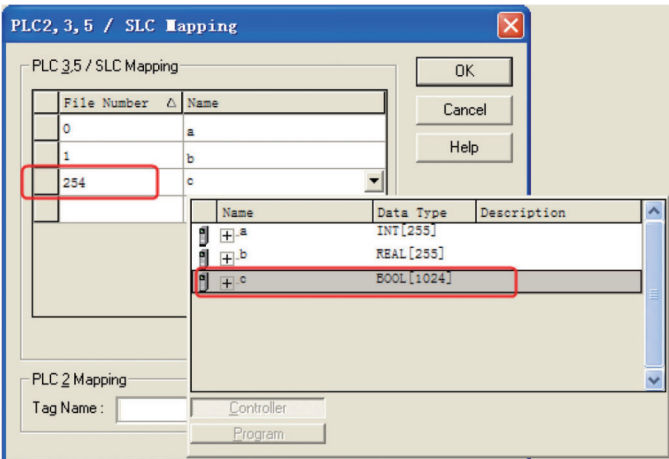 PLC2, 3, 5 / SLC Mapping
PLC 3,5 / SLC Mapping
File Number Name
0 a
1 b
254 c
OK
Cancel
Help
Name Data Type Description
a INT[255]
b REAL[255]
c BOOL[1024]
PLC 2 Mapping
Tag Name :
Controller
Program